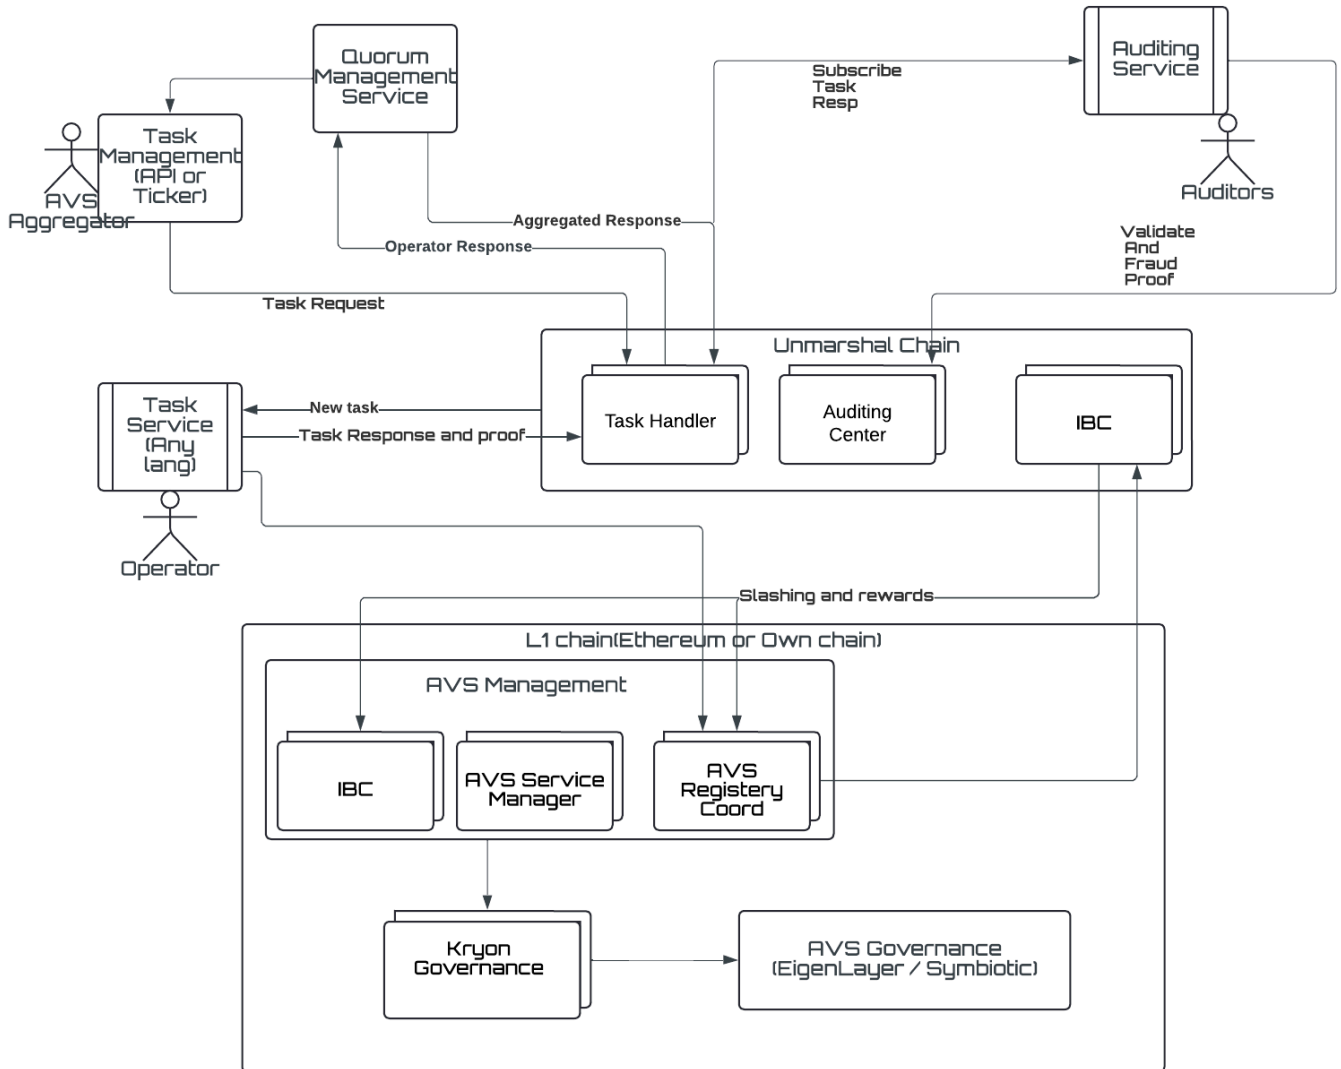 Quorum
Management
Service
Auditing
Service
Subscribe
Task
Resp
Task
Management
(API or
Ticker)
AVS
Aggregator
Auditors
Aggregated Response
Operator Response
Validate
And
Fraud
Proof
Task Request
Unmarshal Chain
Task Handler
Auditing
Center
IBC
Task
Service
(Any
lang)
New task
Task Response and proof
Operator
Slashing and rewards
L1 chain(Ethereum or Own chain)
AVS Management
IBC
AVS Service
Manager
AVS
Registery
Coord
Kryon
Governance
AVS Governance
(EigenLayer / Symbiotic)